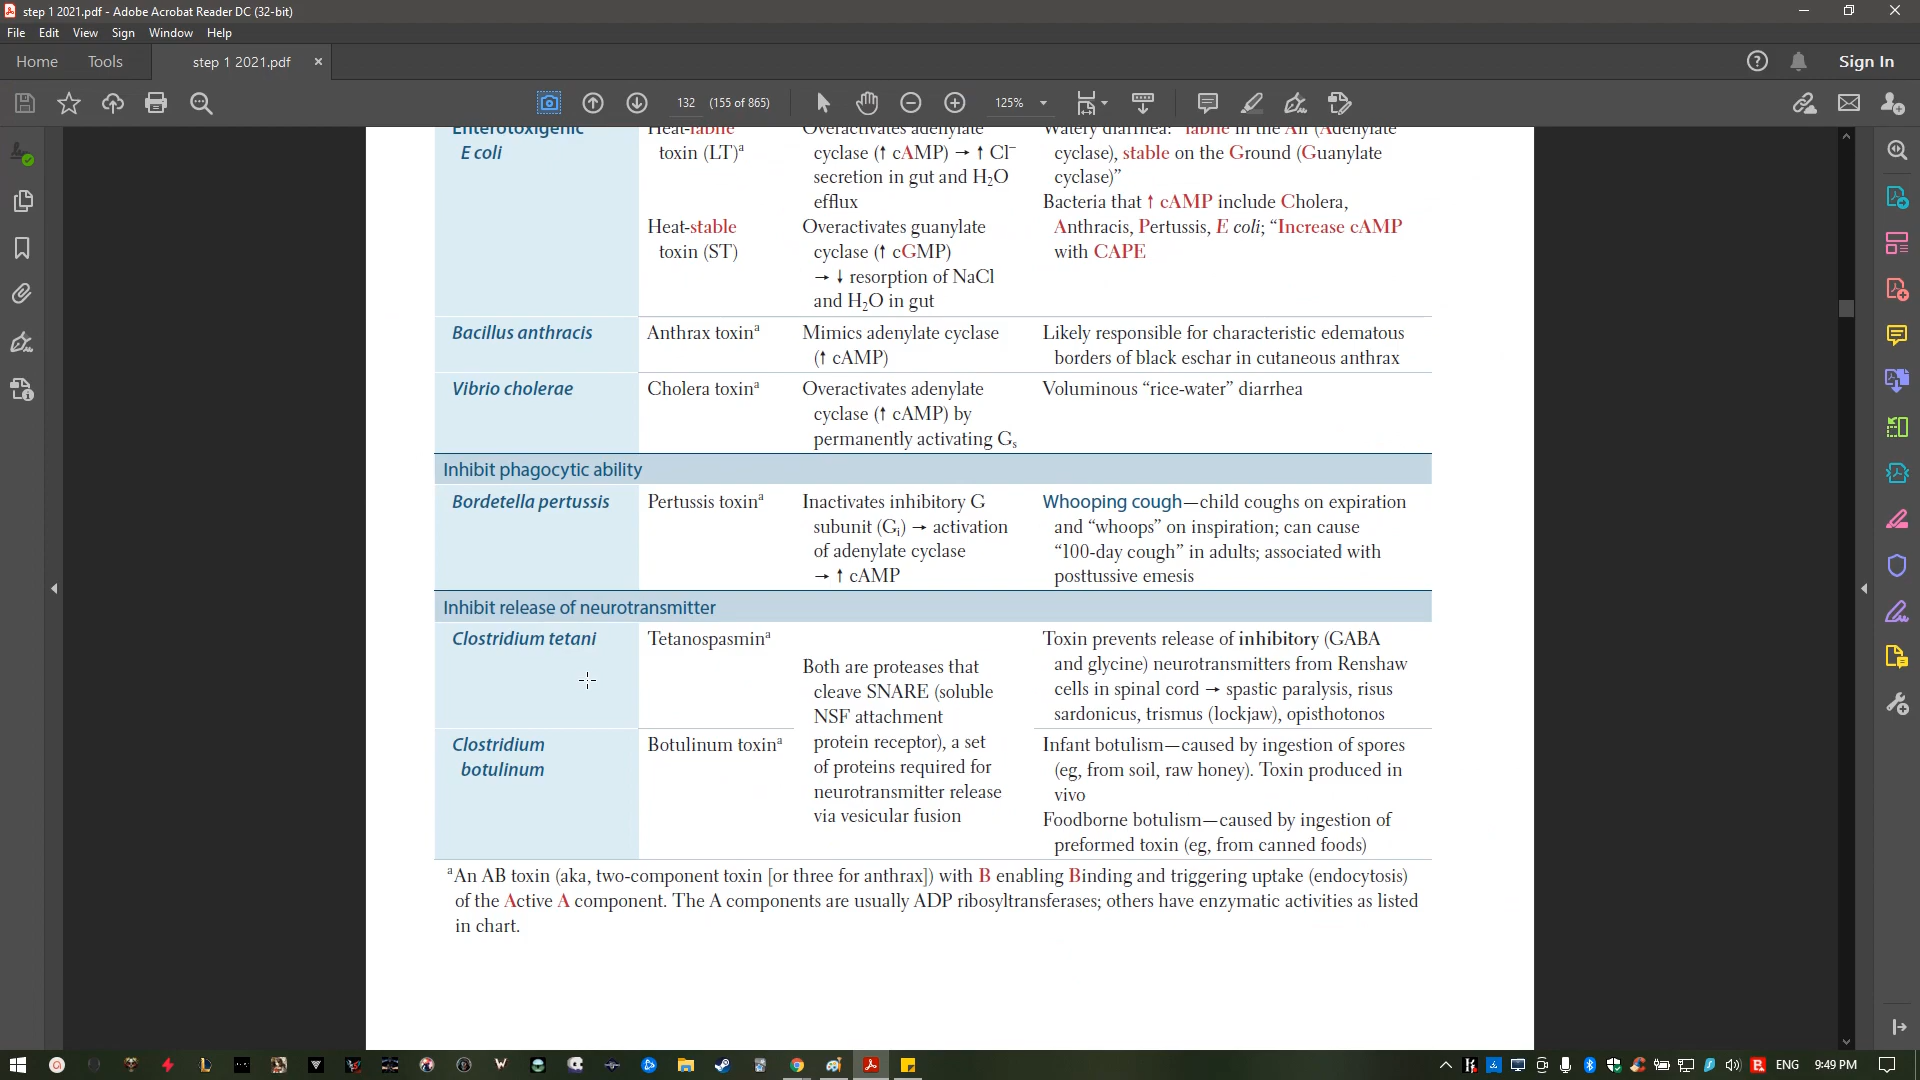 step 1 2021.pdf - Adobe Acrobat Reader DC (32-bit)
File Edit View Sign Window Help
Home Tools step 1 2021.pdf × Sign In
132 (155 of 865) 125%
Enterotoxigenic
E coli
Heat-labile
toxin (LT)ᵃ
Overactivates adenylate
cyclase (↑ cAMP) → ↑ Cl⁻
secretion in gut and H₂O
efflux
Watery diarrhea: “labile in the Air (Adenylate
cyclase), stable on the Ground (Guanylate
cyclase)”
Bacteria that ↑ cAMP include Cholera,
Anthracis, Pertussis, E coli; “Increase cAMP
with CAPE
Heat-stable
toxin (ST)
Overactivates guanylate
cyclase (↑ cGMP)
→ ↓ resorption of NaCl
and H₂O in gut
Bacillus anthracis
Anthrax toxinᵃ
Mimics adenylate cyclase
(↑ cAMP)
Likely responsible for characteristic edematous
borders of black eschar in cutaneous anthrax
Vibrio cholerae
Cholera toxinᵃ
Overactivates adenylate
cyclase (↑ cAMP) by
permanently activating Gₛ
Voluminous “rice-water” diarrhea
Inhibit phagocytic ability
Bordetella pertussis
Pertussis toxinᵃ
Inactivates inhibitory G
subunit (Gᵢ) → activation
of adenylate cyclase
→ ↑ cAMP
Whooping cough—child coughs on expiration
and “whoops” on inspiration; can cause
“100-day cough” in adults; associated with
posttussive emesis
Inhibit release of neurotransmitter
Clostridium tetani
Tetanospasminᵃ
Both are proteases that
cleave SNARE (soluble
NSF attachment
protein receptor), a set
of proteins required for
neurotransmitter release
via vesicular fusion
Toxin prevents release of inhibitory (GABA
and glycine) neurotransmitters from Renshaw
cells in spinal cord → spastic paralysis, risus
sardonicus, trismus (lockjaw), opisthotonos
Clostridium
botulinum
Botulinum toxinᵃ
Infant botulism—caused by ingestion of spores
(eg, from soil, raw honey). Toxin produced in
vivo
Foodborne botulism—caused by ingestion of
preformed toxin (eg, from canned foods)
ᵃAn AB toxin (aka, two-component toxin [or three for anthrax]) with B enabling Binding and triggering uptake (endocytosis)
of the Active A component. The A components are usually ADP ribosyltransferases; others have enzymatic activities as listed
in chart.
ENG 9:49 PM